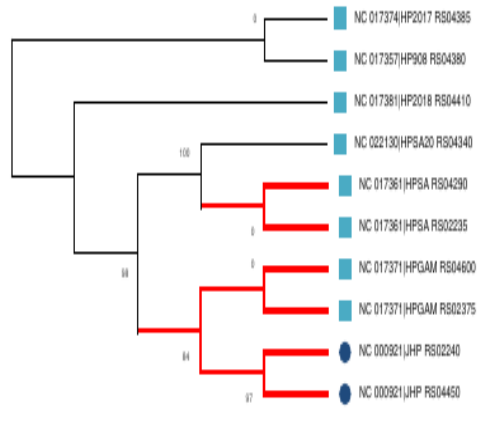 0
NC 017374|HP2017 RS04385
NC 017357|HP908 RS04380
NC 017381|HP2018 RS04410
100
NC 022130|HPSA20 RS04340
NC 017361|HPSA RS04290
0
NC 017361|HPSA RS02235
0
NC 017371|HPGAM RS04600
98
NC 017371|HPGAM RS02375
84
NC 000921|JHP RS02240
97
NC 000921|JHP RS04450